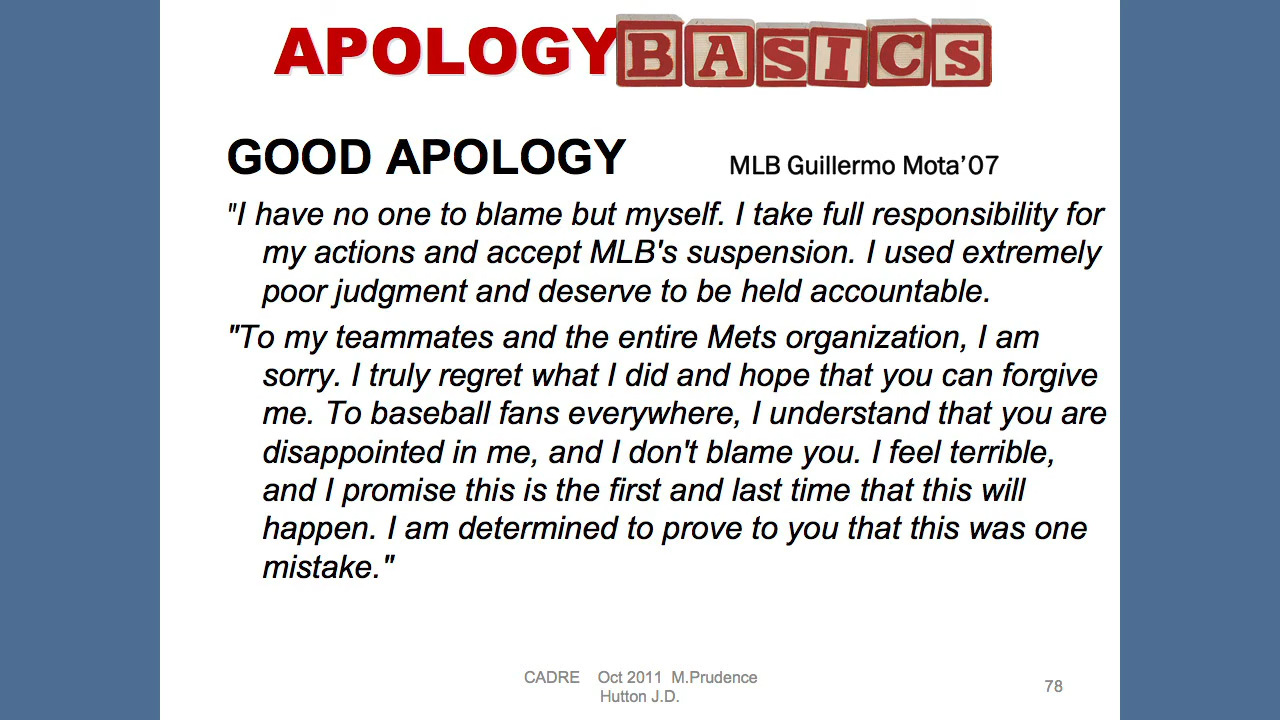 APOLOGY BASICS
GOOD APOLOGY MLB Guillermo Mota’07
"I have no one to blame but myself. I take full responsibility for
my actions and accept MLB's suspension. I used extremely
poor judgment and deserve to be held accountable.
"To my teammates and the entire Mets organization, I am
sorry. I truly regret what I did and hope that you can forgive
me. To baseball fans everywhere, I understand that you are
disappointed in me, and I don't blame you. I feel terrible,
and I promise this is the first and last time that this will
happen. I am determined to prove to you that this was one
mistake."
CADRE Oct 2011 M.Prudence
Hutton J.D.
78